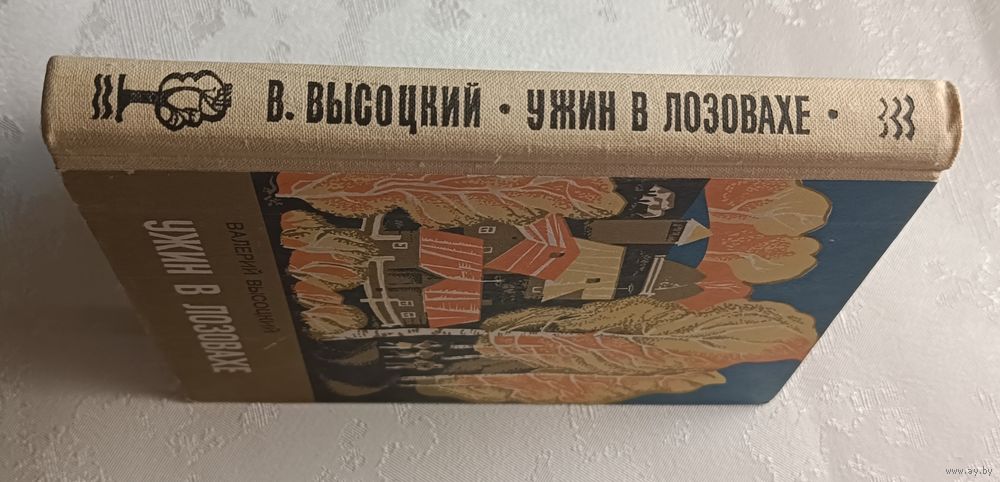 В. ВЫСОЦКИЙ · УЖИН В ЛОЗОВАХЕ ·
ВАЛЕРИЙ ВЫСОЦКИЙ
УЖИН В ЛОЗОВАХЕ
www.ay.by